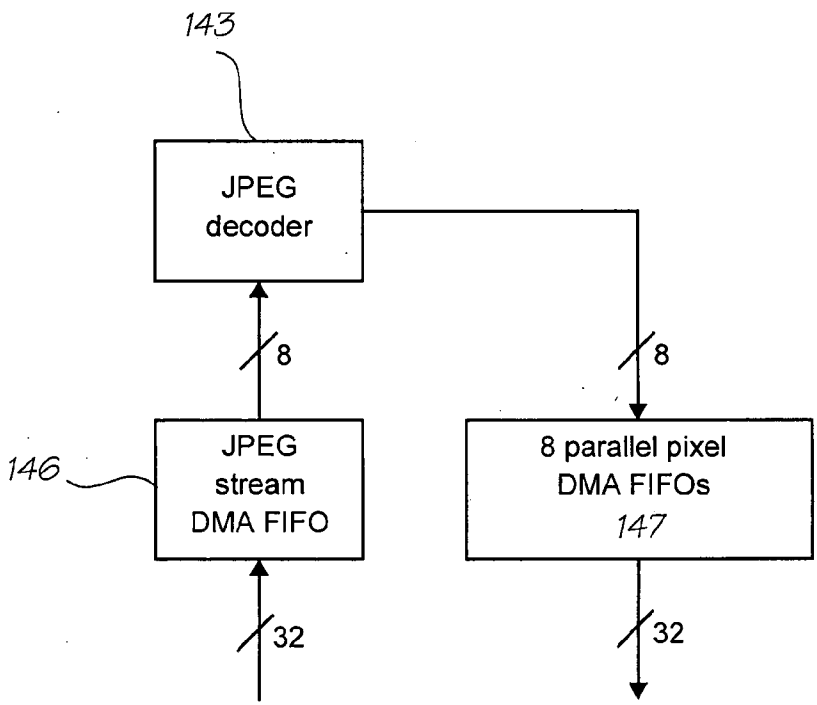 143
JPEG
decoder
8
8
146
JPEG
stream
DMA FIFO
8 parallel pixel
DMA FIFOs
147
32
32